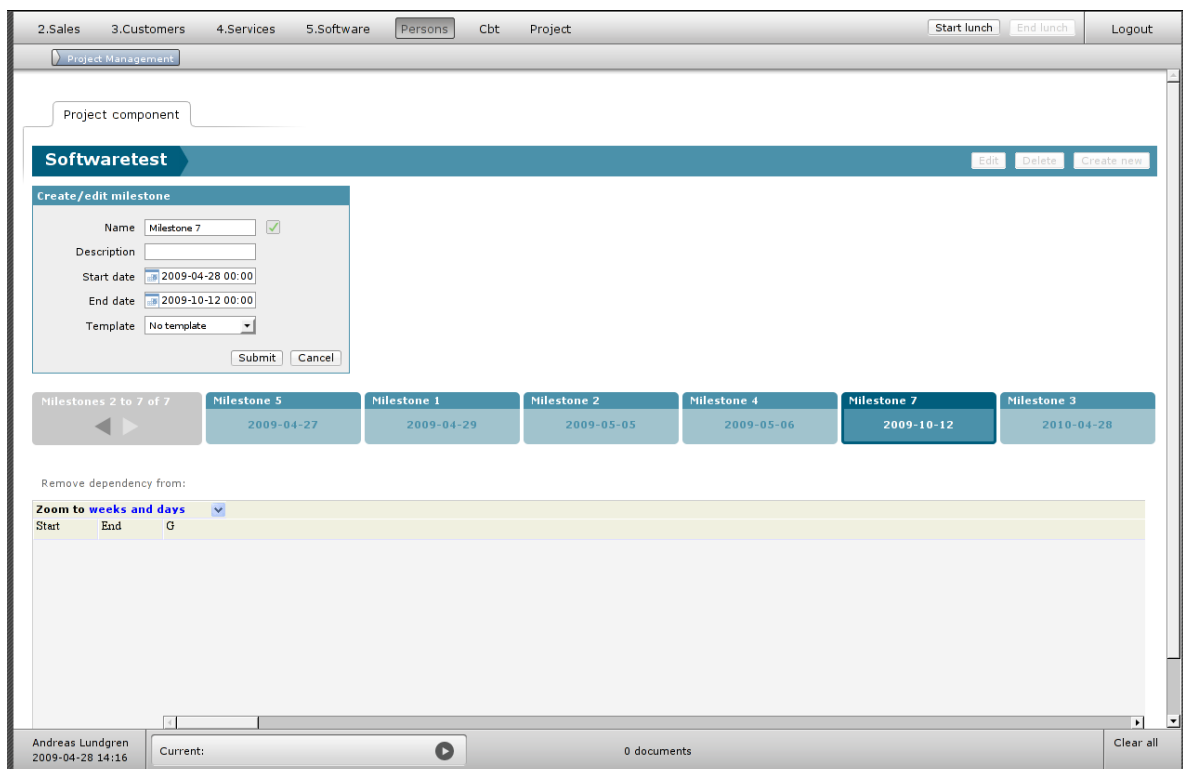 2.Sales 3.Customers 4.Services 5.Software Persons Cbt Project Start lunch End lunch Logout
Project Management
Project component
Softwaretest Edit Delete Create new
Create/edit milestone
Name Milestone 7
Description
Start date 2009-04-28 00:00
End date 2009-10-12 00:00
Template No template
Submit Cancel
Milestones 2 to 7 of 7 Milestone 5 Milestone 1 Milestone 2 Milestone 4 Milestone 7 Milestone 3
2009-04-27 2009-04-29 2009-05-05 2009-05-06 2009-10-12 2010-04-28
Remove dependency from:
Zoom to weeks and days
Start End G
Andreas Lundgren
2009-04-28 14:16
Current: 0 documents Clear all